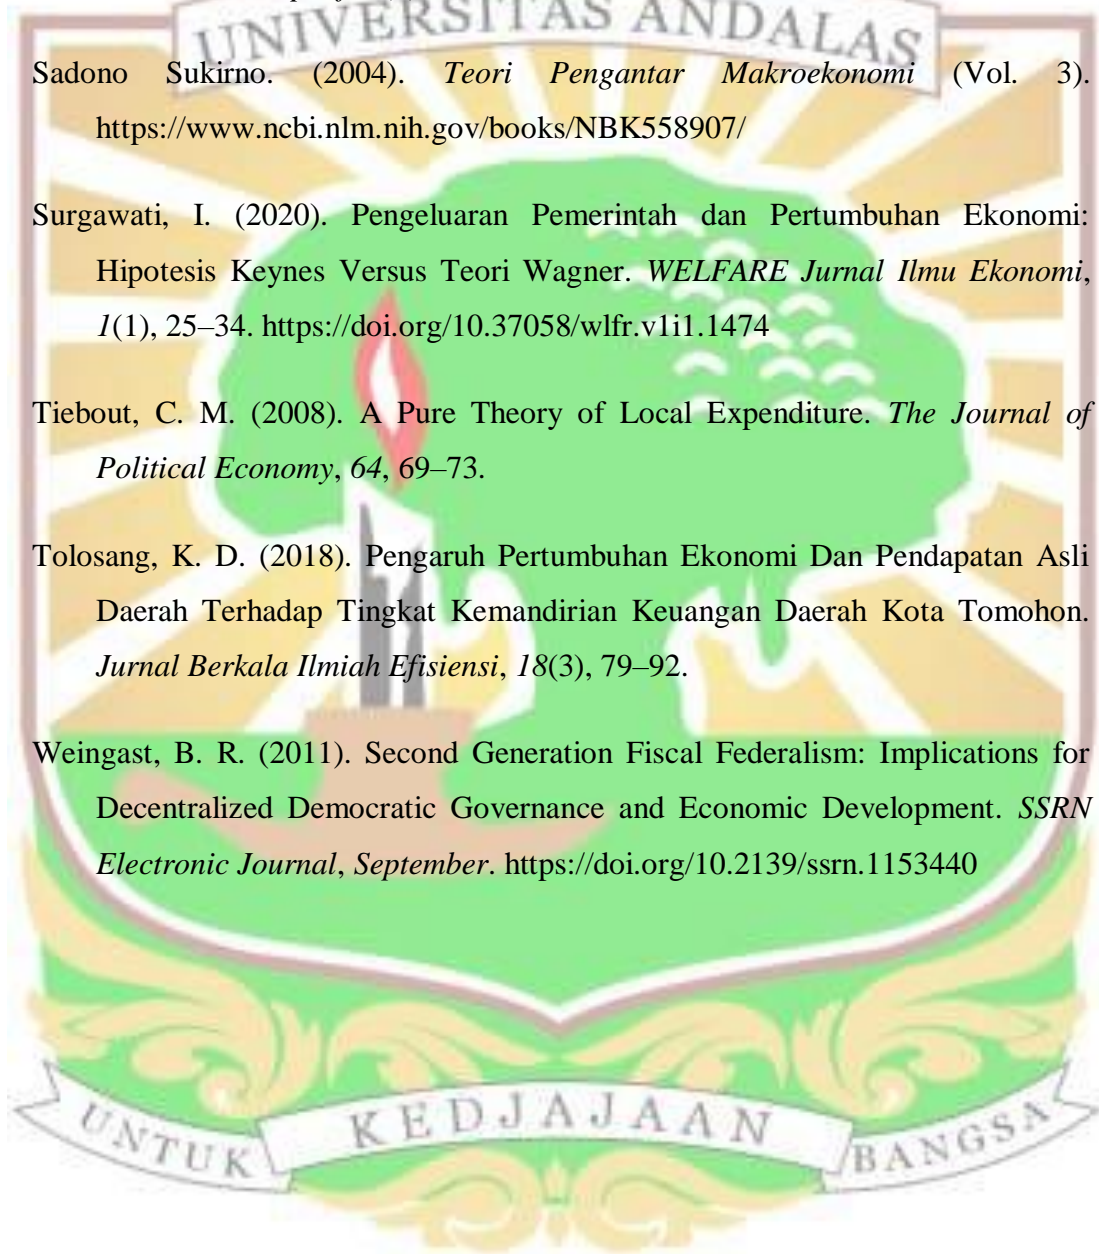 UNIVERSITAS ANDALAS
Sadono Sukirno. (2004). Teori Pengantar Makroekonomi (Vol. 3).
https://www.ncbi.nlm.nih.gov/books/NBK558907/
Surgawati, I. (2020). Pengeluaran Pemerintah dan Pertumbuhan Ekonomi:
Hipotesis Keynes Versus Teori Wagner. WELFARE Jurnal Ilmu Ekonomi,
1(1), 25–34. https://doi.org/10.37058/wlfr.v1i1.1474
Tiebout, C. M. (2008). A Pure Theory of Local Expenditure. The Journal of
Political Economy, 64, 69–73.
Tolosang, K. D. (2018). Pengaruh Pertumbuhan Ekonomi Dan Pendapatan Asli
Daerah Terhadap Tingkat Kemandirian Keuangan Daerah Kota Tomohon.
Jurnal Berkala Ilmiah Efisiensi, 18(3), 79–92.
Weingast, B. R. (2011). Second Generation Fiscal Federalism: Implications for
Decentralized Democratic Governance and Economic Development. SSRN
Electronic Journal, September. https://doi.org/10.2139/ssrn.1153440
UNTUK KEDJAJAAN BANGSA